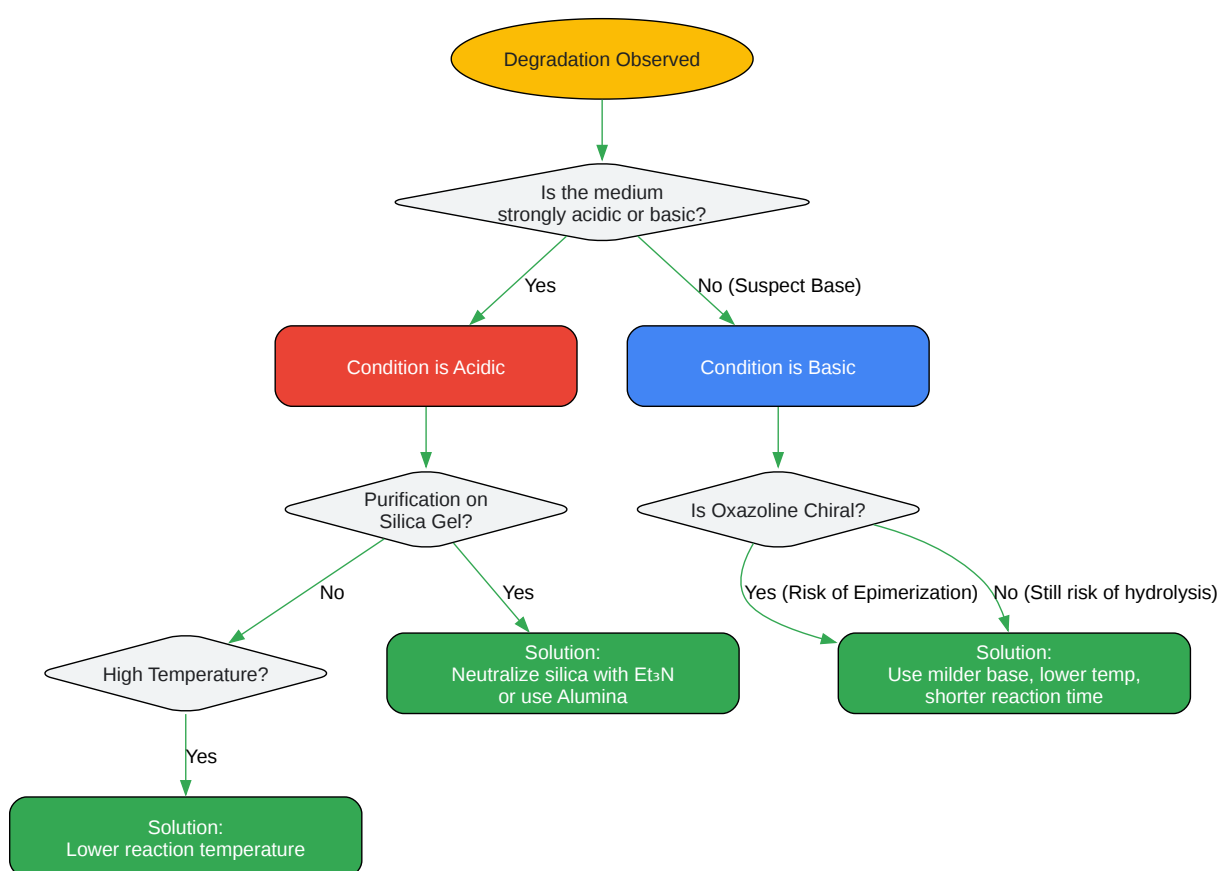 Degradation Observed
Is the medium
strongly acidic or basic?
Yes
No (Suspect Base)
Condition is Acidic
Condition is Basic
Purification on
Silica Gel?
Is Oxazoline Chiral?
No
Yes
Yes (Risk of Epimerization)
No (Still risk of hydrolysis)
High Temperature?
Solution:
Neutralize silica with Et₃N
or use Alumina
Solution:
Use milder base, lower temp,
shorter reaction time
Yes
Solution:
Lower reaction temperature